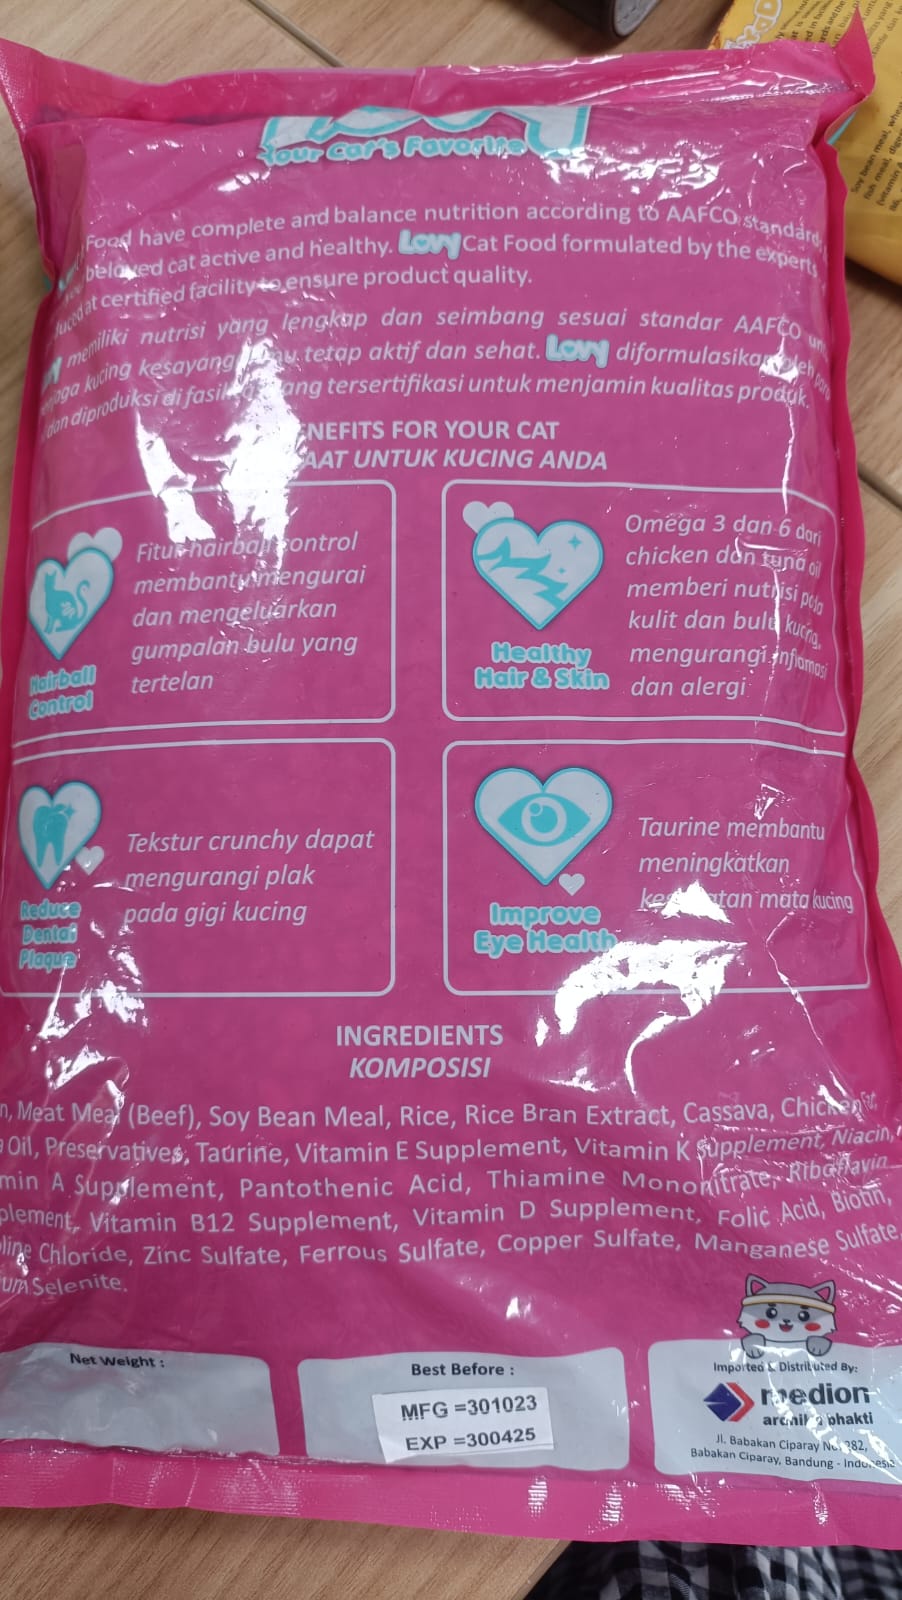 Your Cat's Favorite
Food have complete and balance nutrition according to AAFCO standard,
beloved cat active and healthy. Lovy Cat Food formulated by the experts
at certified facility to ensure product quality.
memiliki nutrisi yang lengkap dan seimbang sesuai standar AAFCO
kucing tetap aktif dan sehat. Lovy diformulasikan oleh para
dan diproduksi di yang tersertifikasi untuk menjamin kualitas produk.
FOR YOUR CAT
UNTUK KUCING ANDA
Fitur hairball control
membantu mengurai
dan mengeluarkan
gumpalan bulu yang
tertelan
Hairball
Control
Omega 3 dan 6 dari
chicken dan tuna oil
memberi nutrisi pada
kulit dan bulu kucing,
mengurangi inflamasi
dan alergi
Healthy
Hair & Skin
Tekstur crunchy dapat
mengurangi plak
pada gigi kucing
Reduce
Dental
Plaque
Taurine membantu
meningkatkan
mata kucing
Improve
Eye Health
INGREDIENTS
KOMPOSISI
Meat Meal (Beef), Soy Bean Meal, Rice, Rice Bran Extract, Cassava, Chicken Fat,
Oil, Preservatives, Taurine, Vitamin E Supplement, Vitamin K Supplement, Niacin,
A Supplement, Pantothenic Acid, Thiamine Mononitrate, Riboflavin
Vitamin B12 Supplement, Vitamin D Supplement, Folic Acid, Biotin,
Chloride, Zinc Sulfate, Ferrous Sulfate, Copper Sulfate, Manganese Sulfate,
Selenite.
Net Weight :
Best Before :
MFG =301023
EXP =300425
Imported & Distributed By:
medion
bhakti
Jl. Babakan Ciparay
Babakan Ciparay, Bandung - Indonesia